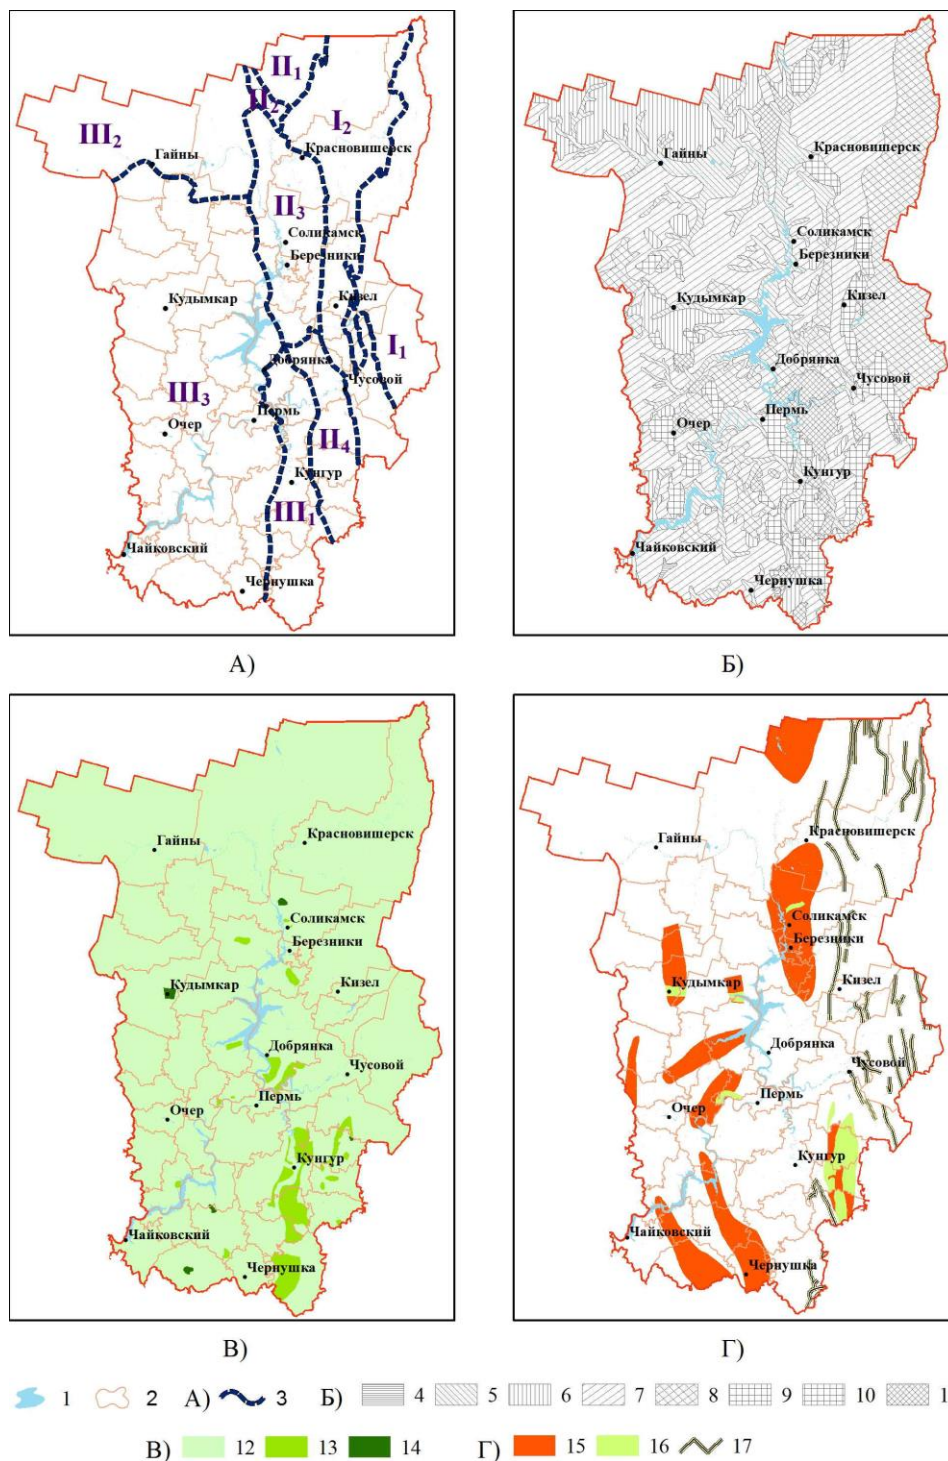 II1
II2
I2
III2
Гайны
Красновишерск
II3
Соликамск
Березники
Кудымкар
Кизел
I1
Добрянка
Чусовой
III3
Пермь
Очер
II4
Кунгур
III1
Чайковский
Чернушка
А)
Красновишерск
Гайны
Соликамск
Березники
Кудымкар
Кизел
Добрянка
Чусовой
Пермь
Очер
Кунгур
Чайковский
Чернушка
Б)
Красновишерск
Гайны
Соликамск
Березники
Кудымкар
Кизел
Добрянка
Чусовой
Пермь
Очер
Кунгур
Чайковский
Чернушка
В)
Красновишерск
Гайны
Соликамск
Березники
Кудымкар
Кизел
Добрянка
Чусовой
Пермь
Очер
Кунгур
Чайковский
Чернушка
Г)
1 2 А) 3 Б) 4 5 6 7 8 9 10 1
В) 12 13 14 Г) 15 16 17